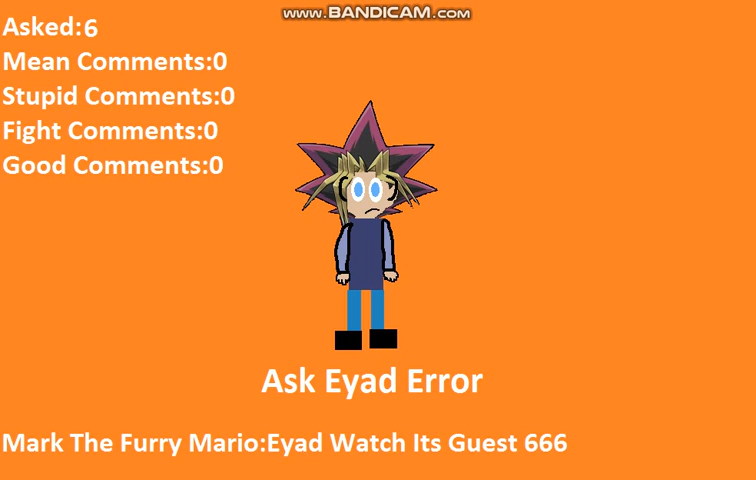 www.BANDICAM.com
Asked:6
Mean Comments:0
Stupid Comments:0
Fight Comments:0
Good Comments:0
Ask Eyad Error
Mark The Furry Mario:Eyad Watch Its Guest 666